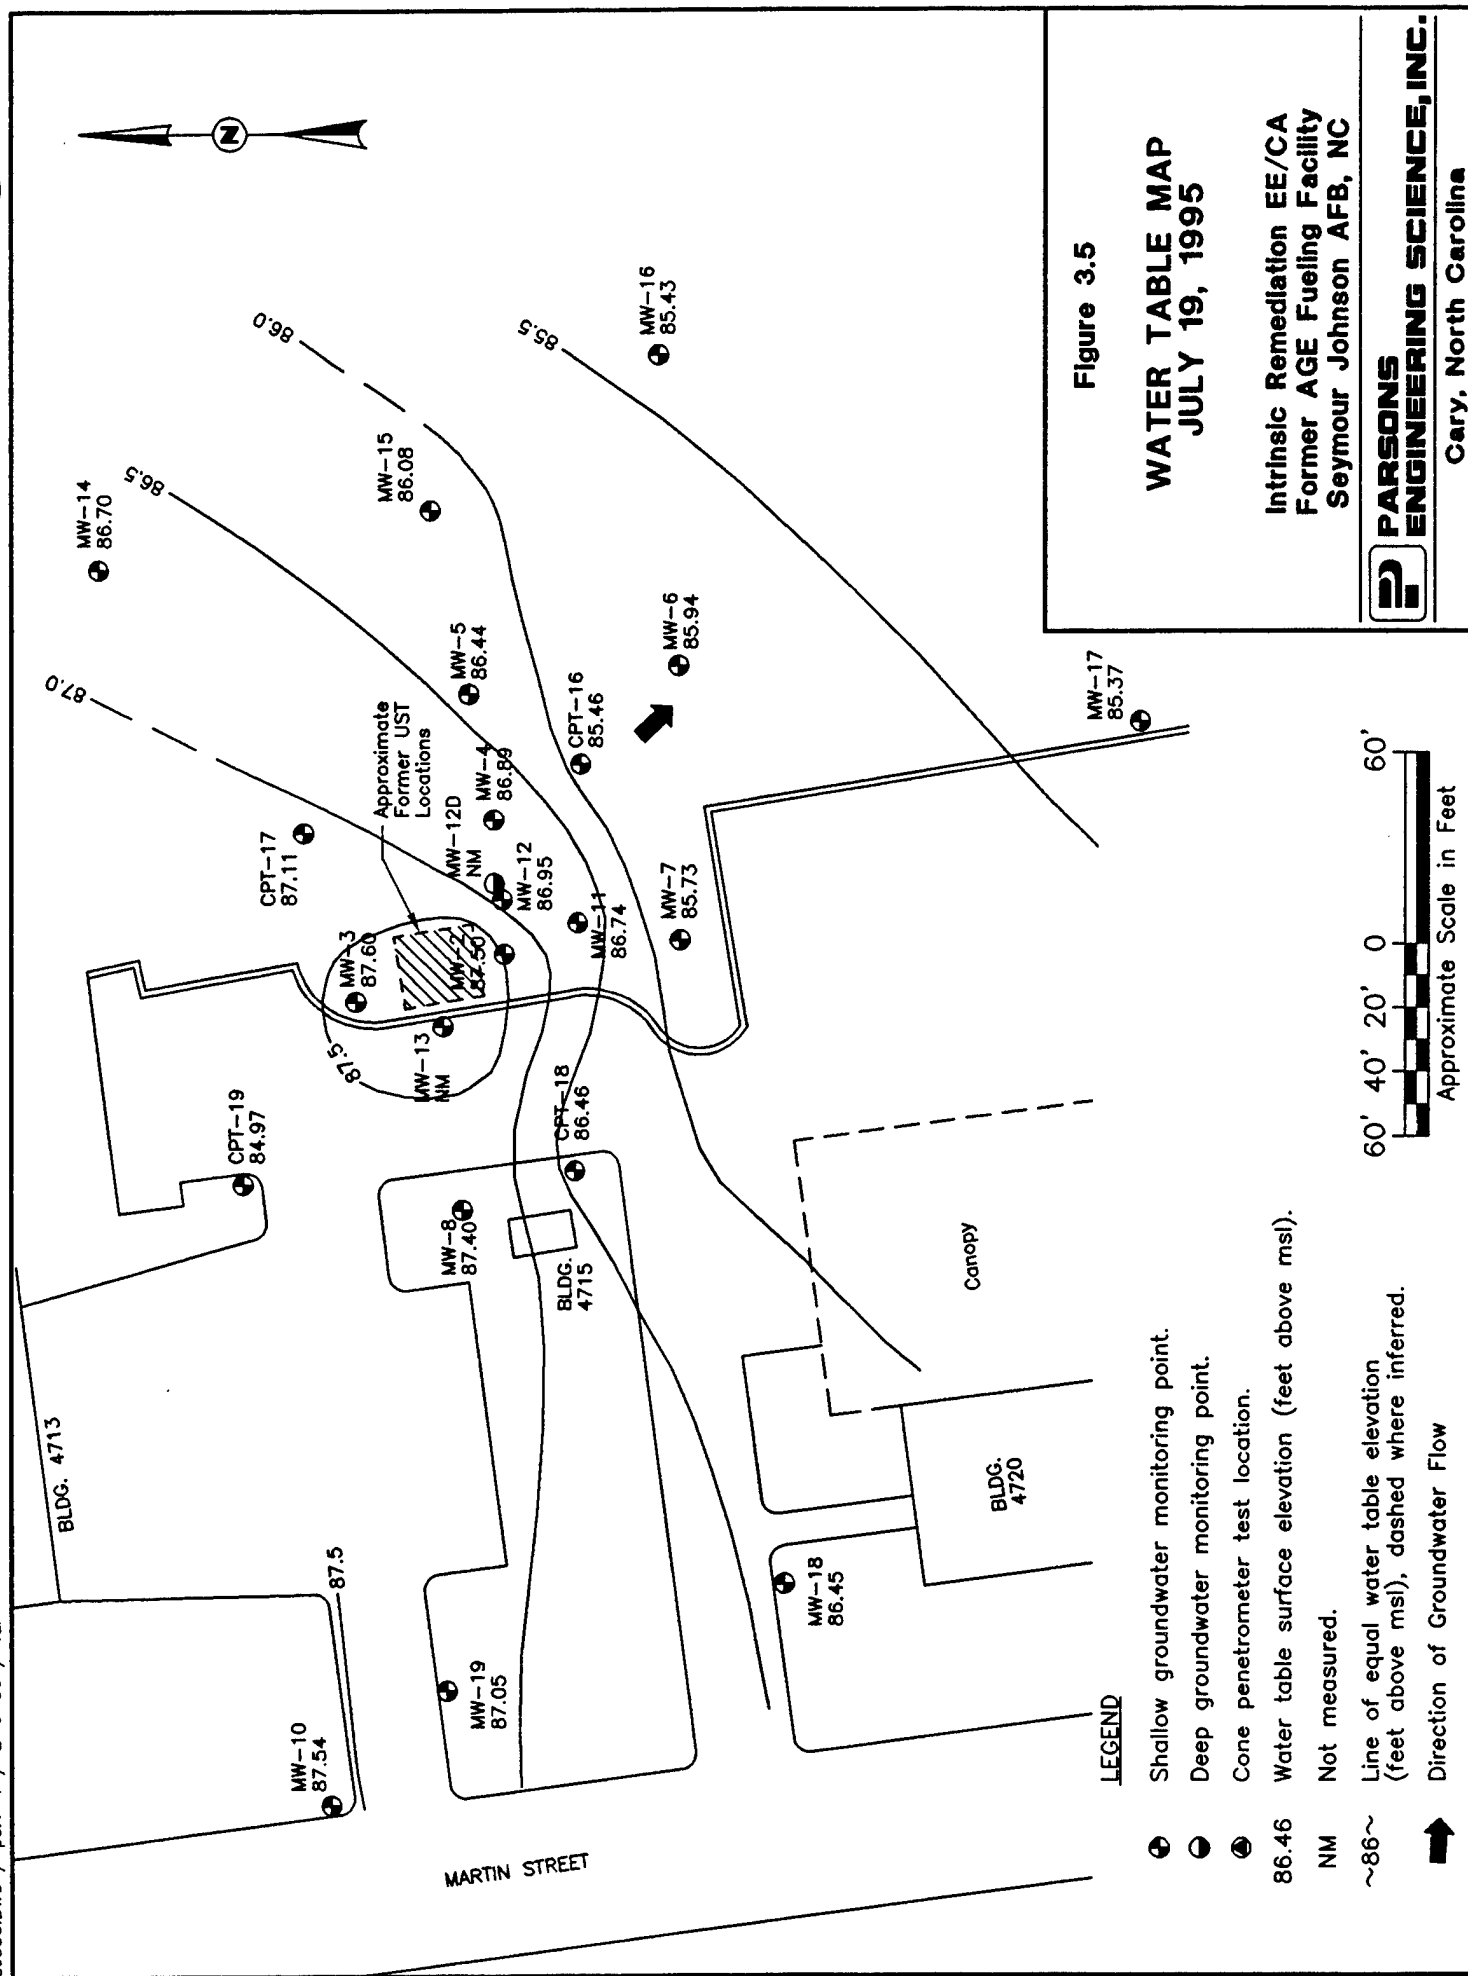 MW-14
86.70
86.5
87.0
86.0
85.5
MW-15
86.08
MW-16
85.43
MW-5
86.44
MW-6
85.94
CPT-16
85.46
MW-4
86.89
MW-12D
NM
MW-12
86.95
Approximate
Former UST
Locations
CPT-17
87.11
MW-3
87.60
MW-2
87.50
MW-11
86.74
MW-7
85.73
MW-17
85.37
MW-13
NM
87.5
CPT-19
84.97
CPT-18
86.46
MW-8
87.40
BLDG.
4715
BLDG. 4713
87.5
MW-10
87.54
MW-19
87.05
MW-18
86.45
BLDG.
4720
Canopy
MARTIN STREET
N
LEGEND
Shallow groundwater monitoring point.
Deep groundwater monitoring point.
Cone penetrometer test location.
86.46 Water table surface elevation (feet above msl).
NM Not measured.
~86~ Line of equal water table elevation
(feet above msl), dashed where inferred.
Direction of Groundwater Flow
60' 40' 20' 0 60'
Approximate Scale in Feet
Figure 3.5
WATER TABLE MAP
JULY 19, 1995
Intrinsic Remediation EE/CA
Former AGE Fueling Facility
Seymour Johnson AFB, NC
PARSONS
ENGINEERING SCIENCE, INC.
Cary, North Carolina